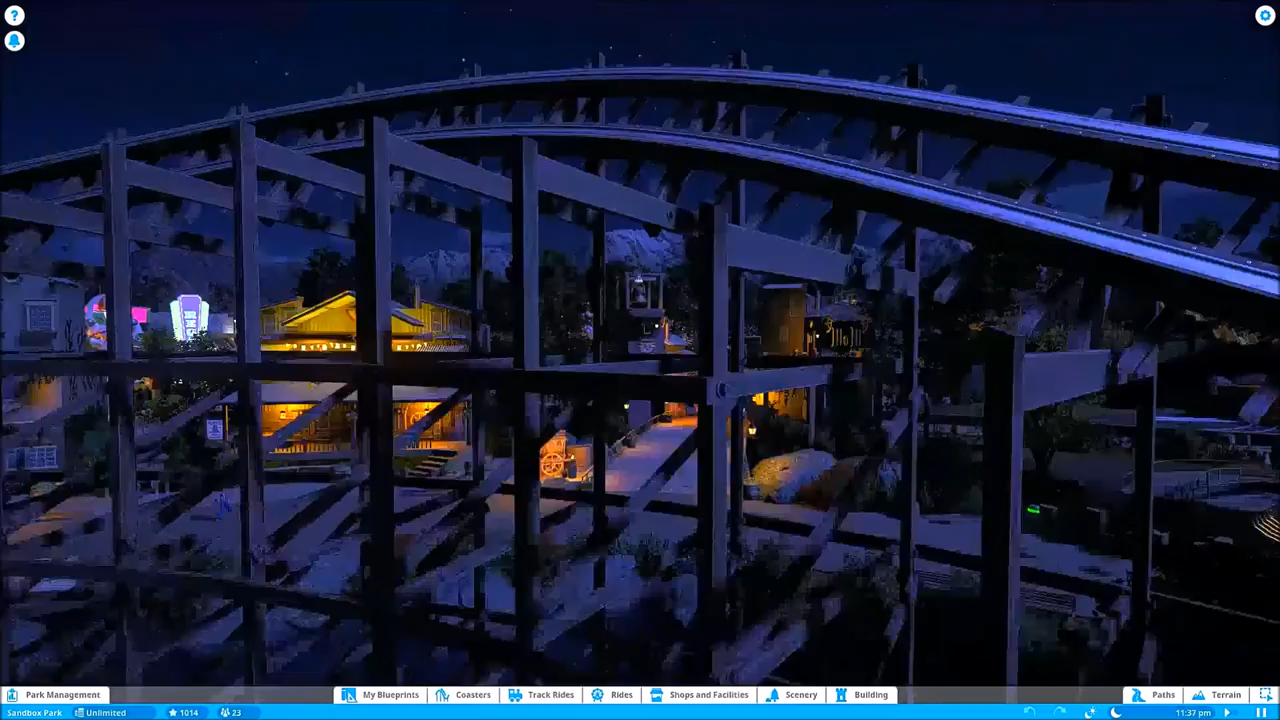 ?
Park Management
My Blueprints
Coasters
Track Rides
Rides
Shops and Facilities
Scenery
Building
Paths
Terrain
Sandbox Park
Unlimited
1014
23
11:37 pm